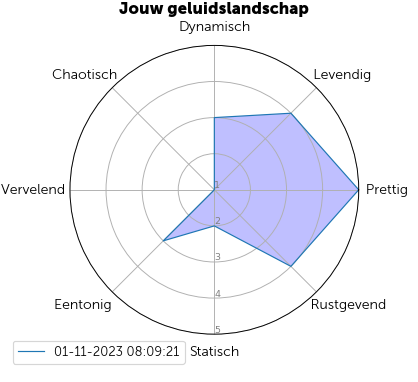 Jouw geluidslandschap
Dynamisch
Chaotisch
Levendig
Vervelend
1
Prettig
2
3
4
Eentonig
Rustgevend
5
01-11-2023 08:09:21
Statisch